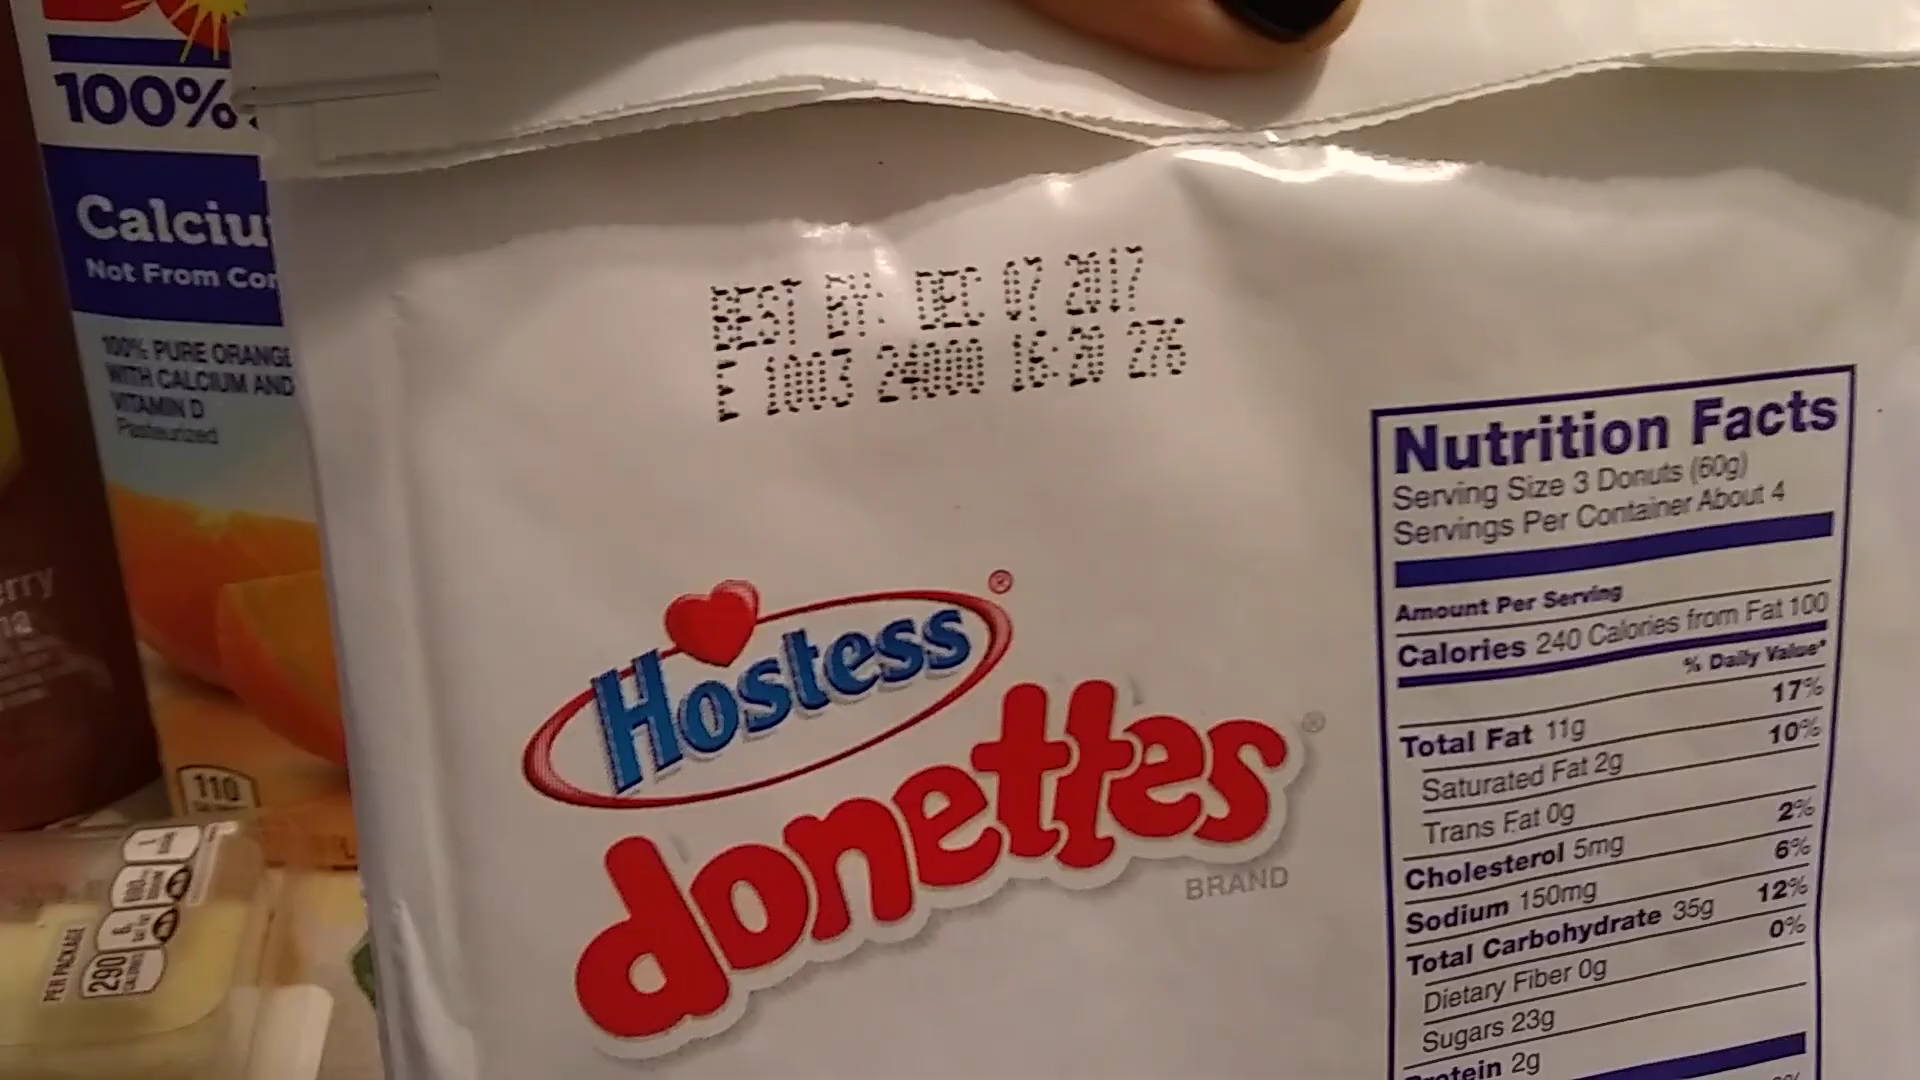 100%
Calciu
Not From Con
100% PURE ORANGE
WITH CALCIUM AND
VITAMIN D
Pasteurized
110
erry
PER PACKAGE
290
CALORIES
BEST BY: DEC 07 2017
E 1003 24000 16:20 276
Hostess®
donettes®
BRAND
Nutrition Facts
Serving Size 3 Donuts (60g)
Servings Per Container About 4
Amount Per Serving
Calories 240 Calories from Fat 100
% Daily Value*
Total Fat 11g 17%
Saturated Fat 2g 10%
Trans Fat 0g
Cholesterol 5mg 2%
Sodium 150mg 6%
Total Carbohydrate 35g 12%
Dietary Fiber 0g 0%
Sugars 23g
Protein 2g